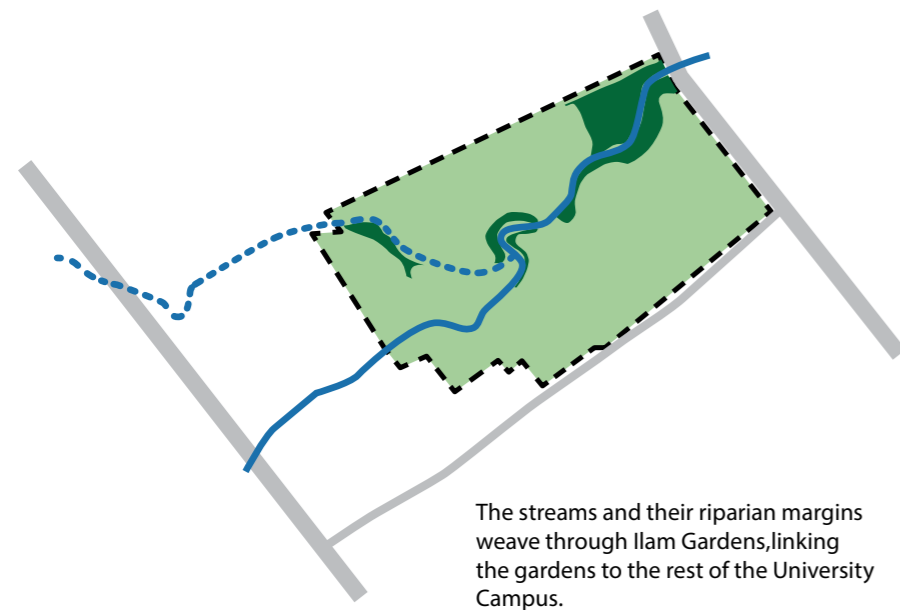 The streams and their riparian margins
weave through Ilam Gardens,linking
the gardens to the rest of the University
Campus.